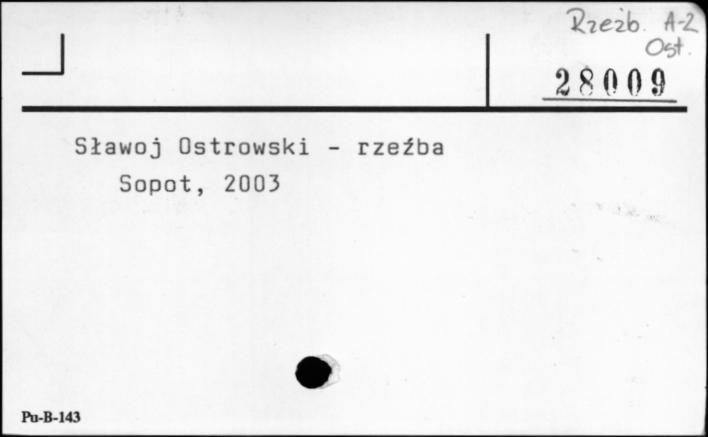 Rzeźb. A-2
Ost.
28009
Sławoj Ostrowski - rzeźba
Sopot, 2003
Pu-B-143